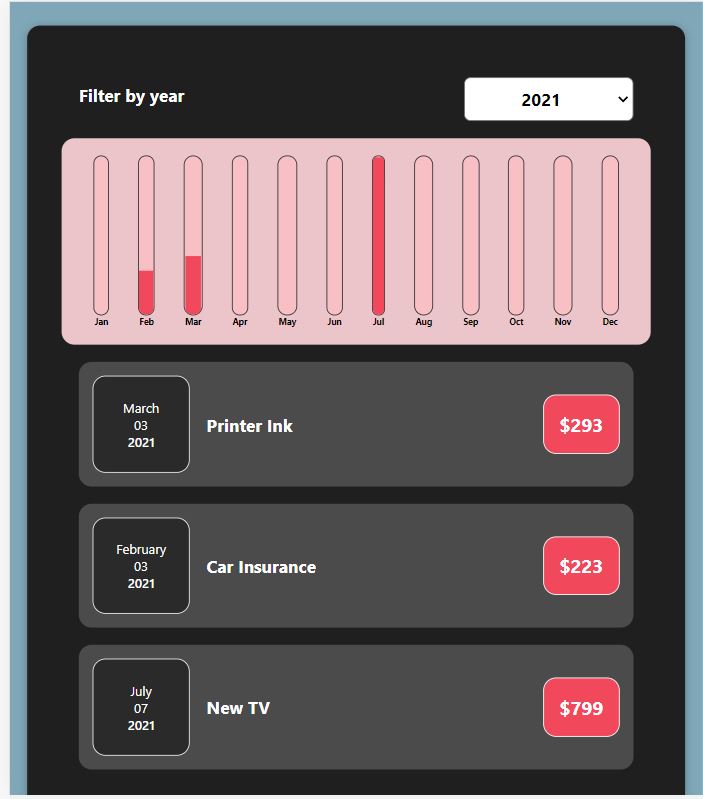 Filter by year
2021
Jan Feb Mar Apr May Jun Jul Aug Sep Oct Nov Dec
March
03
2021
Printer Ink
$293
February
03
2021
Car Insurance
$223
July
07
2021
New TV
$799